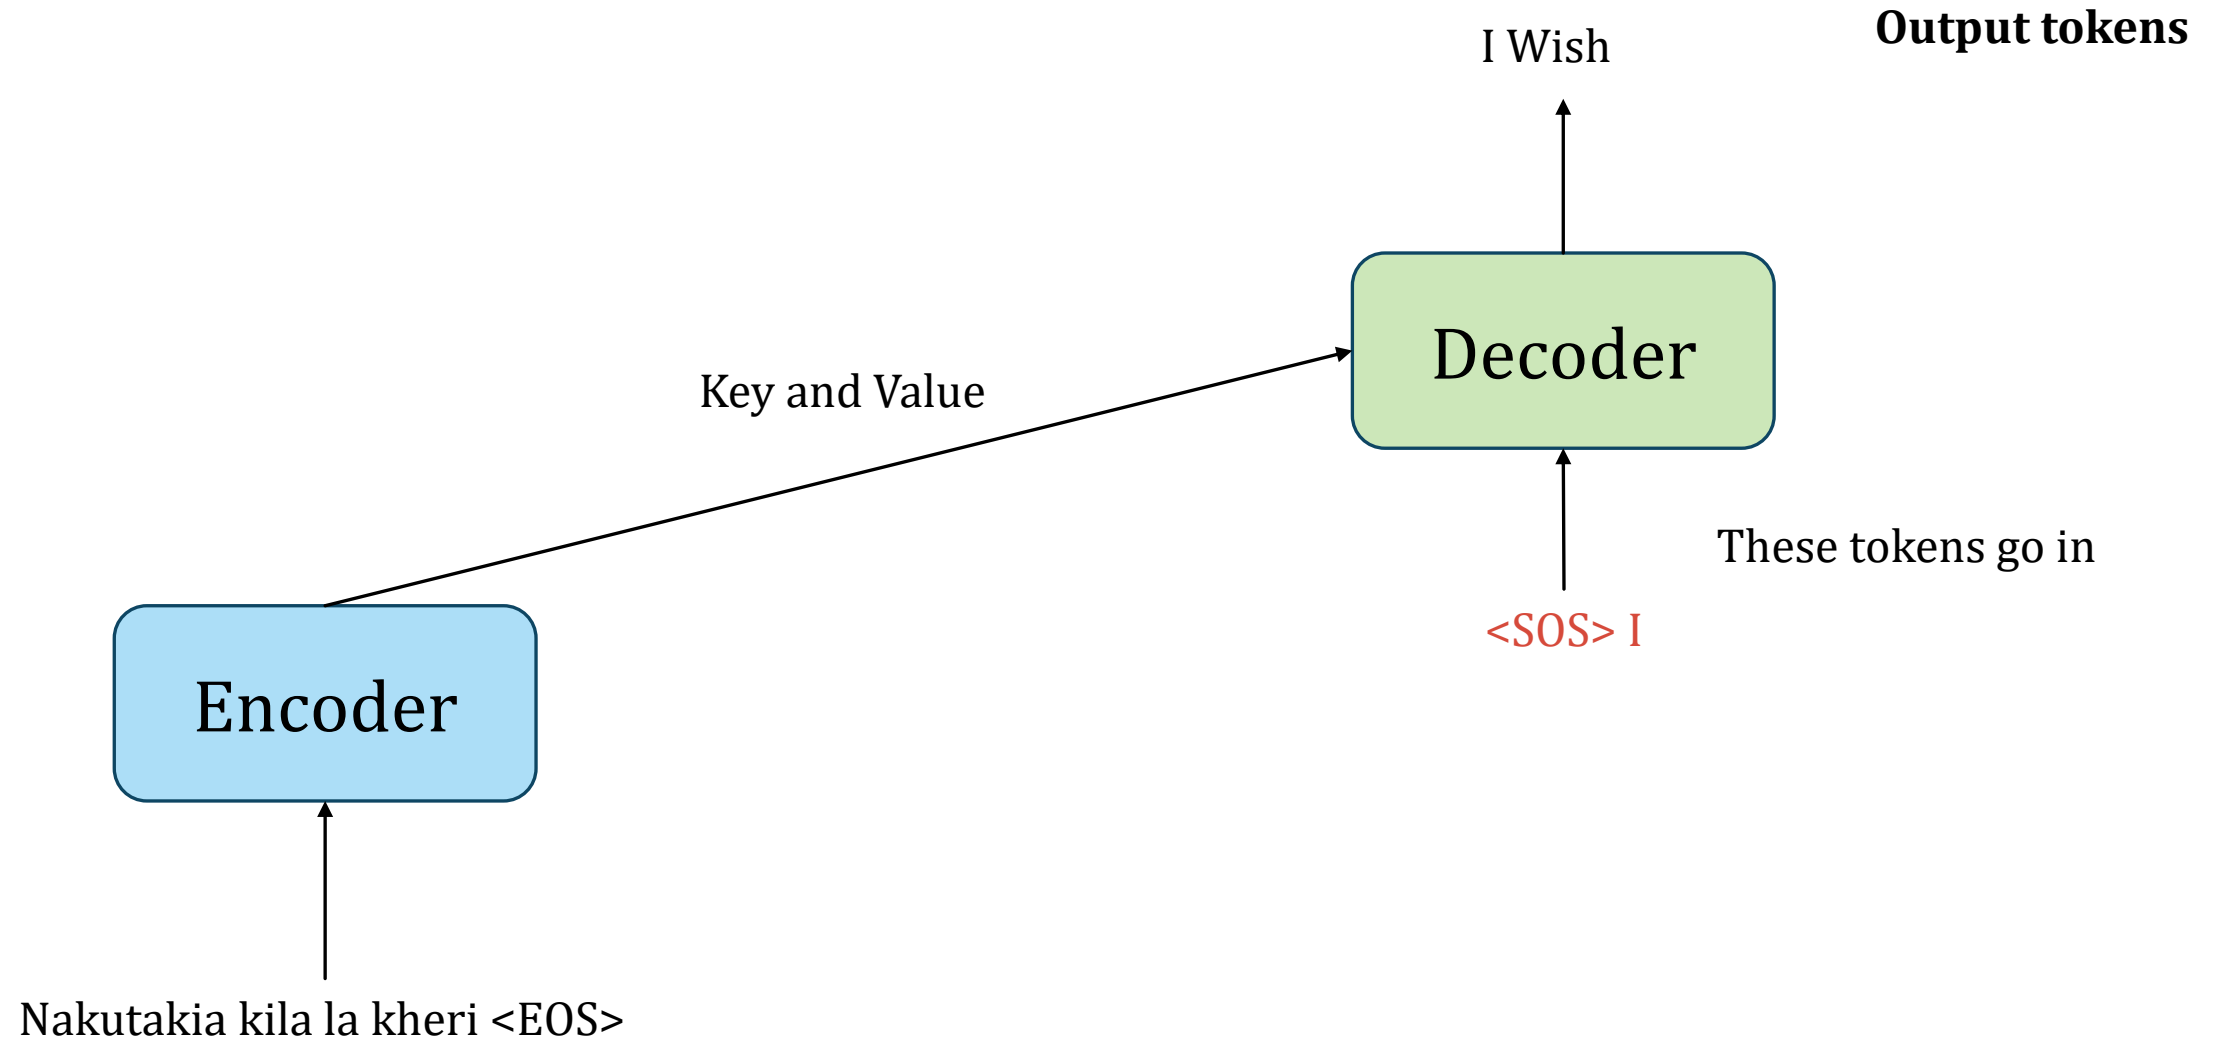 Output tokens
I Wish
Decoder
Key and Value
These tokens go in
<SOS> I
Encoder
Nakutakia kila la kheri <EOS>